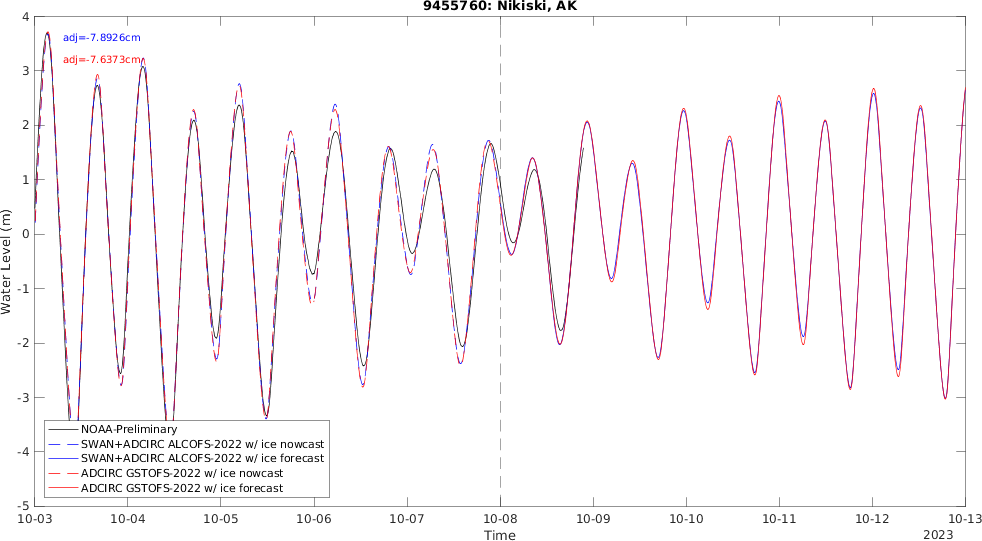 9455760: Nikiski, AK
adj=-7.8926cm
adj=-7.6373cm
Water Level (m)
4
3
2
1
0
-1
-2
-3
-4
-5
NOAA-Preliminary
SWAN+ADCIRC ALCOFS-2022 w/ ice nowcast
SWAN+ADCIRC ALCOFS-2022 w/ ice forecast
ADCIRC GSTOFS-2022 w/ ice nowcast
ADCIRC GSTOFS-2022 w/ ice forecast
10-03 10-04 10-05 10-06 10-07 10-08 10-09 10-10 10-11 10-12 10-13
Time
2023